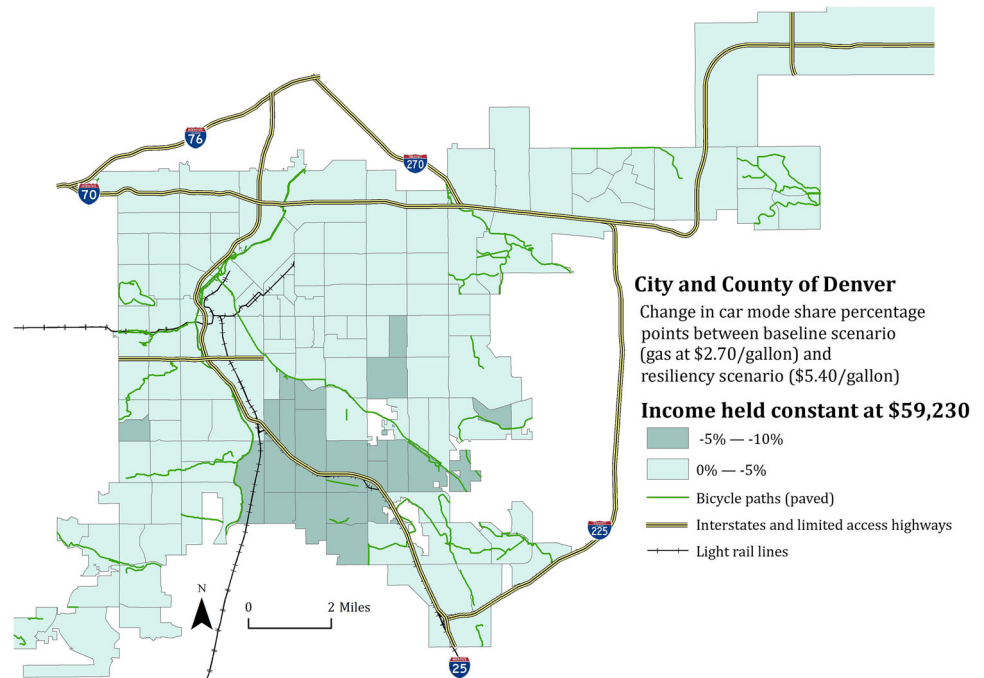 76
270
70
City and County of Denver
Change in car mode share percentage
points between baseline scenario
(gas at $2.70/gallon) and
resiliency scenario ($5.40/gallon)
Income held constant at $59,230
-5% — -10%
0% — -5%
Bicycle paths (paved)
Interstates and limited access highways
Light rail lines
225
N
0 2 Miles
25